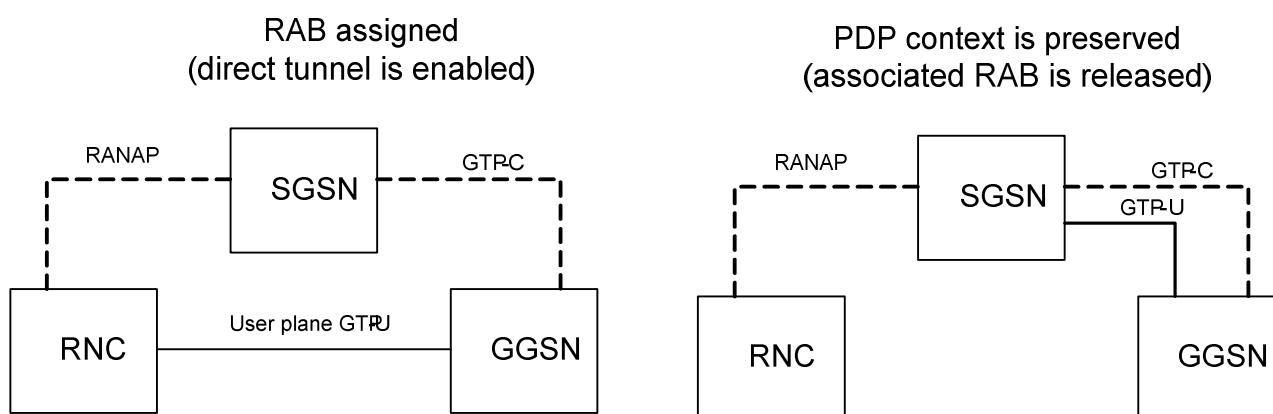 RAB assigned
(direct tunnel is enabled)
RANAP
SGSN
GTP-C
RNC
User plane GTP-U
GGSN
PDP context is preserved
(associated RAB is released)
RANAP
SGSN
GTP-C
GTP-U
RNC
GGSN